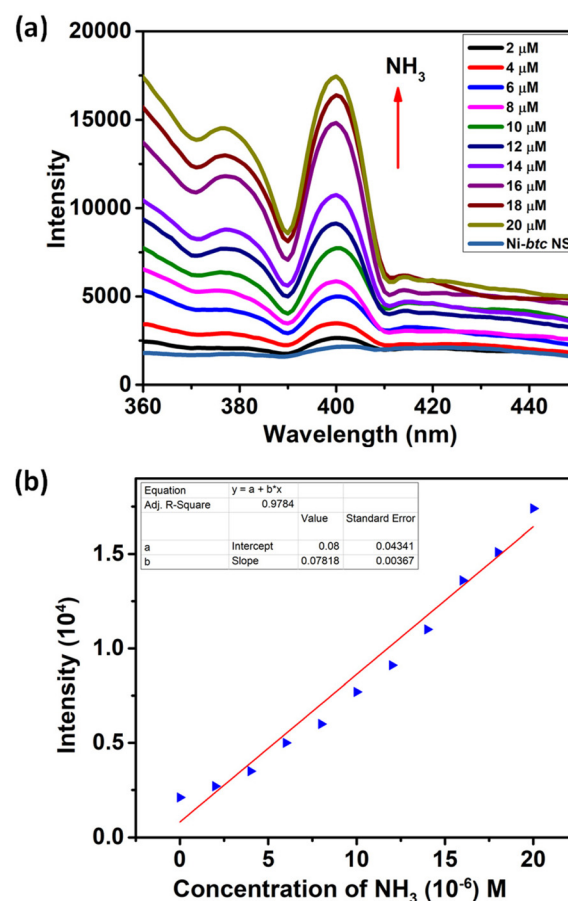 (a)
20000
15000
10000
5000
0
Intensity
360
380
400
420
440
Wavelength (nm)
NH₃
2 μM
4 μM
6 μM
8 μM
10 μM
12 μM
14 μM
16 μM
18 μM
20 μM
Ni-btc NS
(b)
Equation y = a + b*x
Adj. R-Square 0.9784
Value Standard Error
a Intercept 0.08 0.04341
b Slope 0.07818 0.00367
1.5
1.0
0.5
0.0
Intensity (10⁴)
0
5
10
15
20
Concentration of NH₃ (10⁻⁶) M